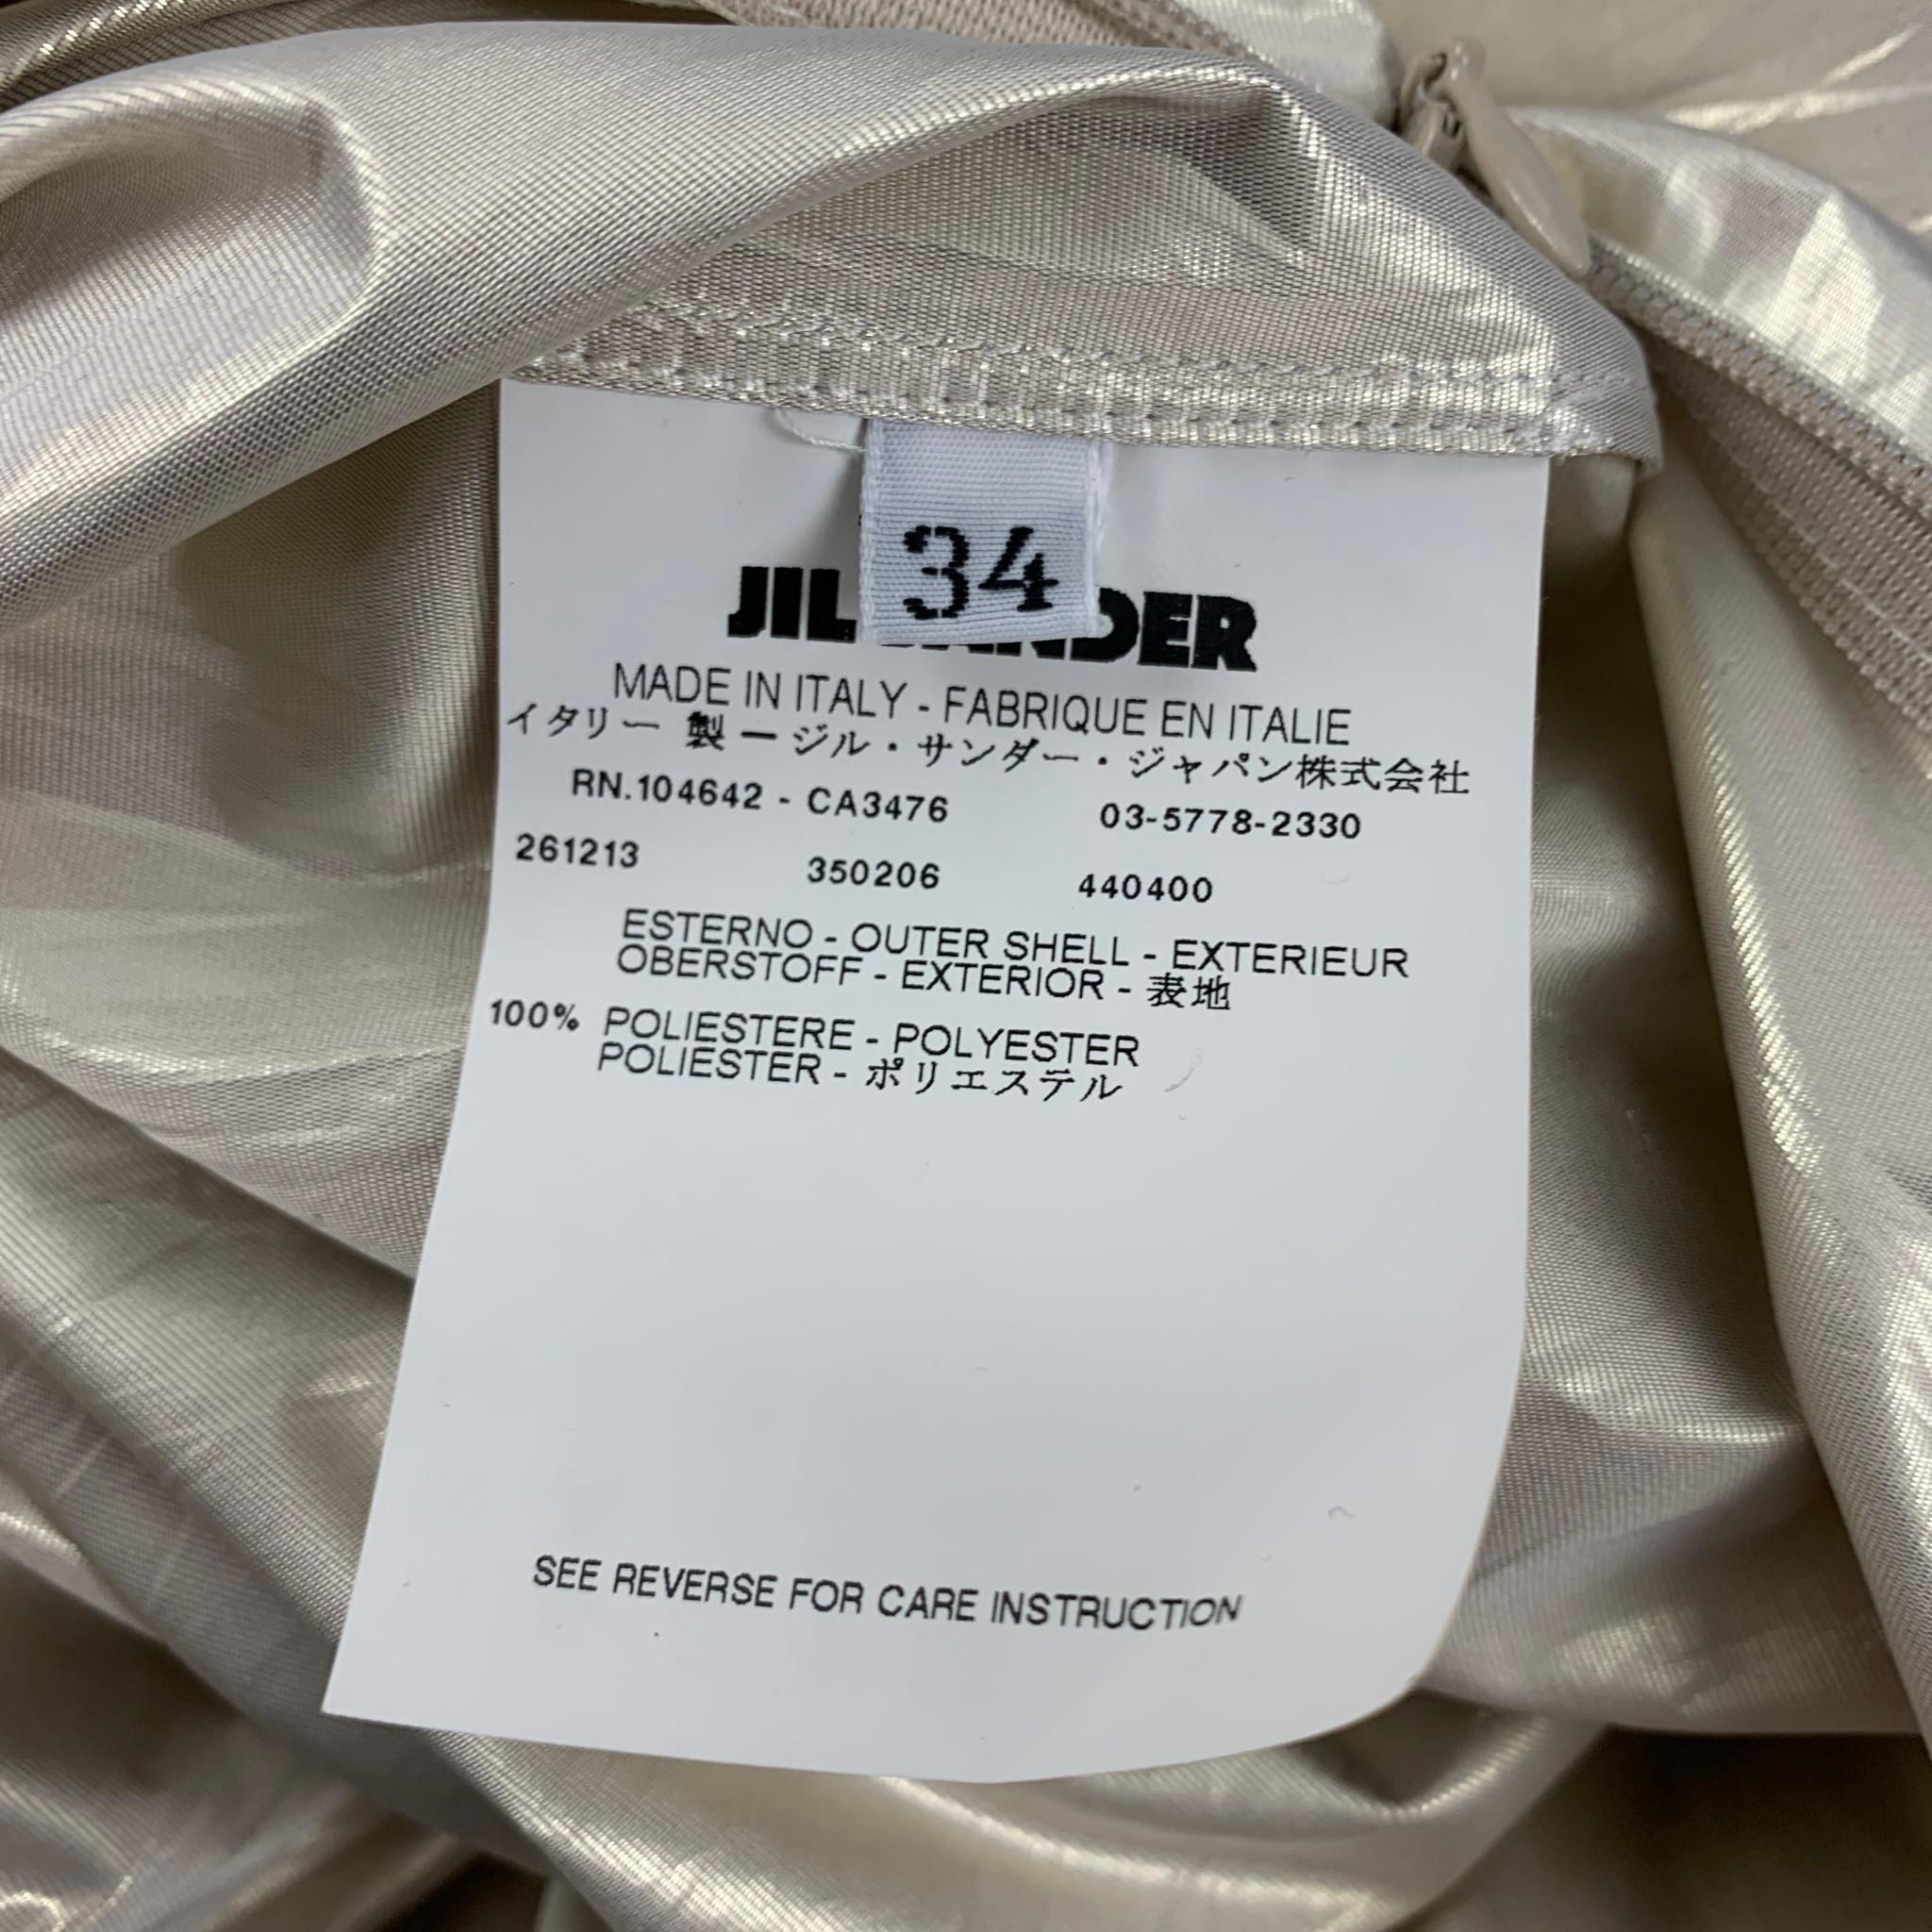 34
JIL SANDER
MADE IN ITALY - FABRIQUE EN ITALIE
イタリー 製 ー ジル・サンダー・ジャパン株式会社
RN.104642 - CA3476 03-5778-2330
261213 350206 440400
ESTERNO - OUTER SHELL - EXTERIEUR
OBERSTOFF - EXTERIOR - 表地
100% POLIESTERE - POLYESTER
POLIESTER - ポリエステル
SEE REVERSE FOR CARE INSTRUCTION